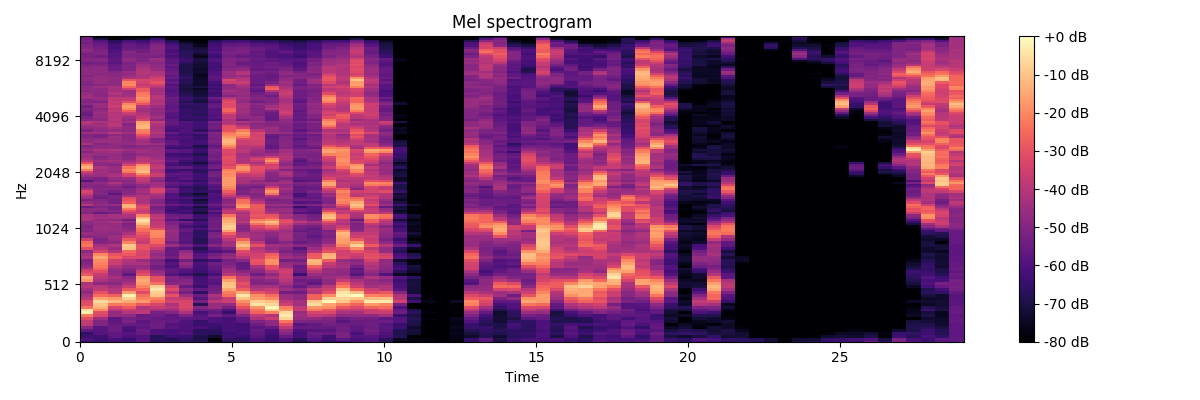 Mel spectrogram
Hz
8192
4096
2048
1024
512
0
0 5 10 15 20 25
Time
+0 dB
-10 dB
-20 dB
-30 dB
-40 dB
-50 dB
-60 dB
-70 dB
-80 dB